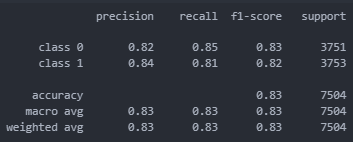 precision recall f1-score support
class 0 0.82 0.85 0.83 3751
class 1 0.84 0.81 0.82 3753
accuracy 0.83 7504
macro avg 0.83 0.83 0.83 7504
weighted avg 0.83 0.83 0.83 7504